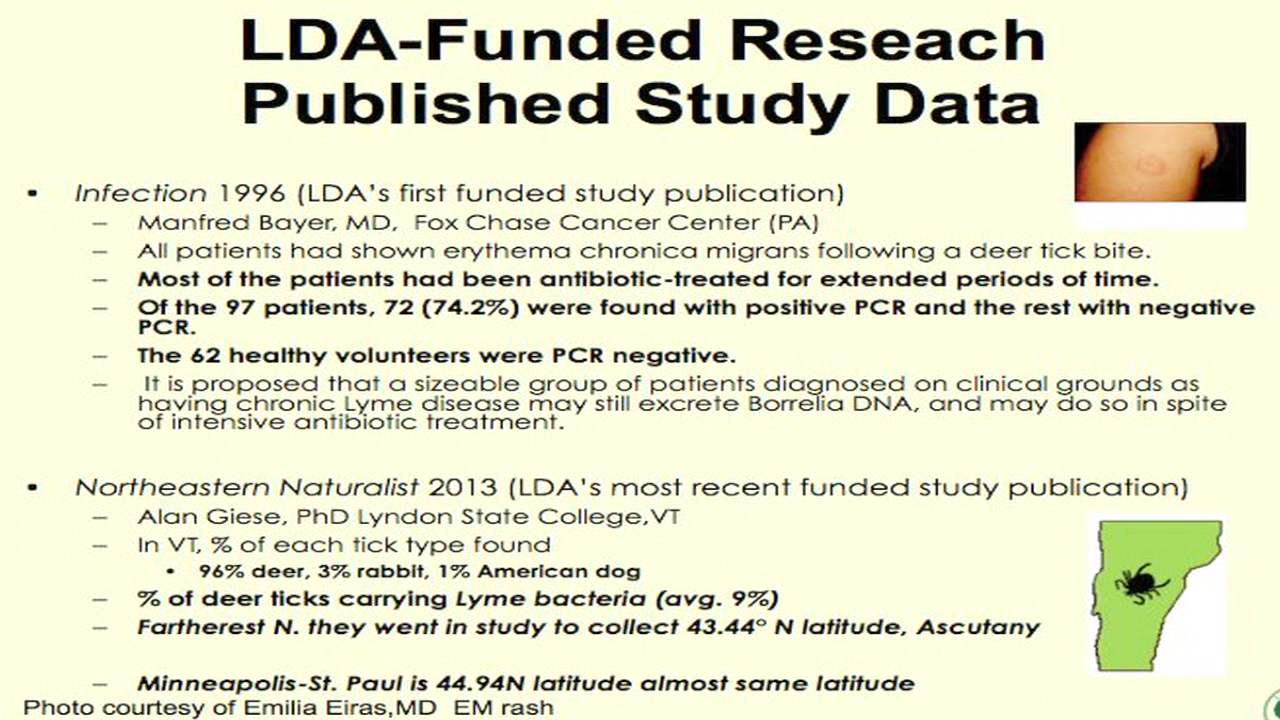 LDA-Funded Reseach
Published Study Data
• Infection 1996 (LDA's first funded study publication)
– Manfred Bayer, MD, Fox Chase Cancer Center (PA)
– All patients had shown erythema chronica migrans following a deer tick bite.
– Most of the patients had been antibiotic-treated for extended periods of time.
– Of the 97 patients, 72 (74.2%) were found with positive PCR and the rest with negative
PCR.
– The 62 healthy volunteers were PCR negative.
– It is proposed that a sizeable group of patients diagnosed on clinical grounds as
having chronic Lyme disease may still excrete Borrelia DNA, and may do so in spite
of intensive antibiotic treatment.
• Northeastern Naturalist 2013 (LDA's most recent funded study publication)
– Alan Giese, PhD Lyndon State College,VT
– In VT, % of each tick type found
• 96% deer, 3% rabbit, 1% American dog
– % of deer ticks carrying Lyme bacteria (avg. 9%)
– Fartherest N. they went in study to collect 43.44° N latitude, Ascutany
– Minneapolis-St. Paul is 44.94N latitude almost same latitude
Photo courtesy of Emilia Eiras,MD EM rash